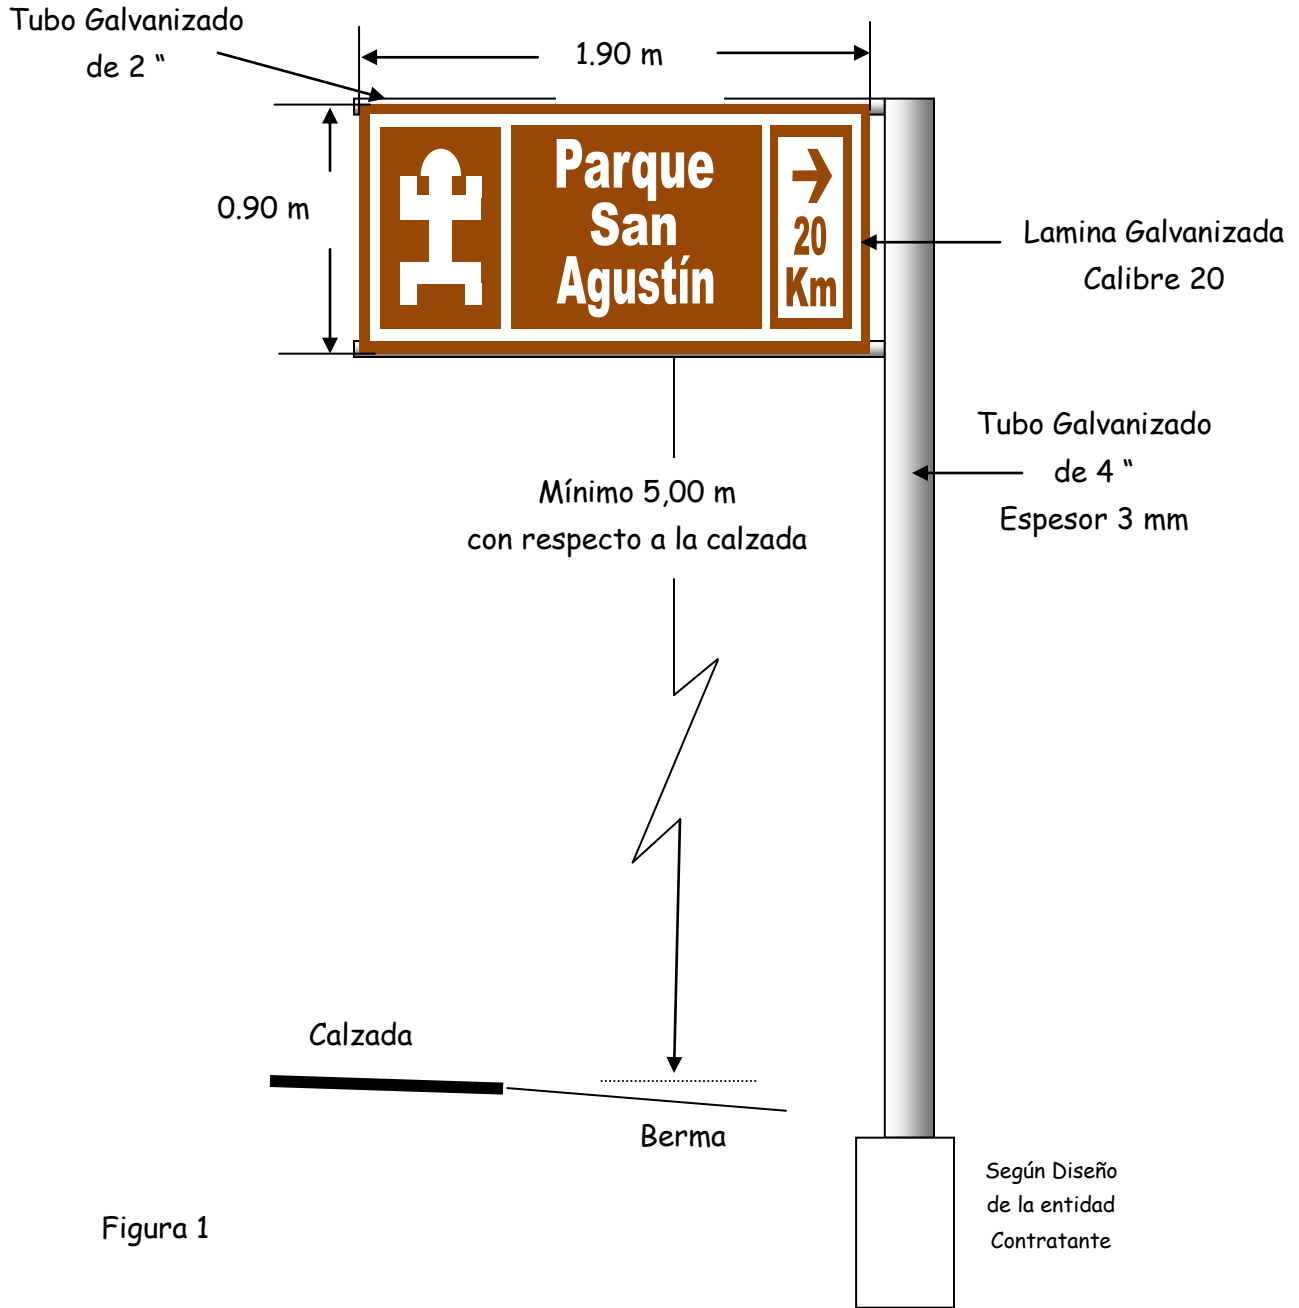 Tubo Galvanizado
de 2 “
1.90 m
0.90 m
Parque
San
Agustín
20
Km
Lamina Galvanizada
Calibre 20
Tubo Galvanizado
de 4 “
Espesor 3 mm
Mínimo 5,00 m
con respecto a la calzada
Calzada
Berma
Según Diseño
de la entidad
Contratante
Figura 1